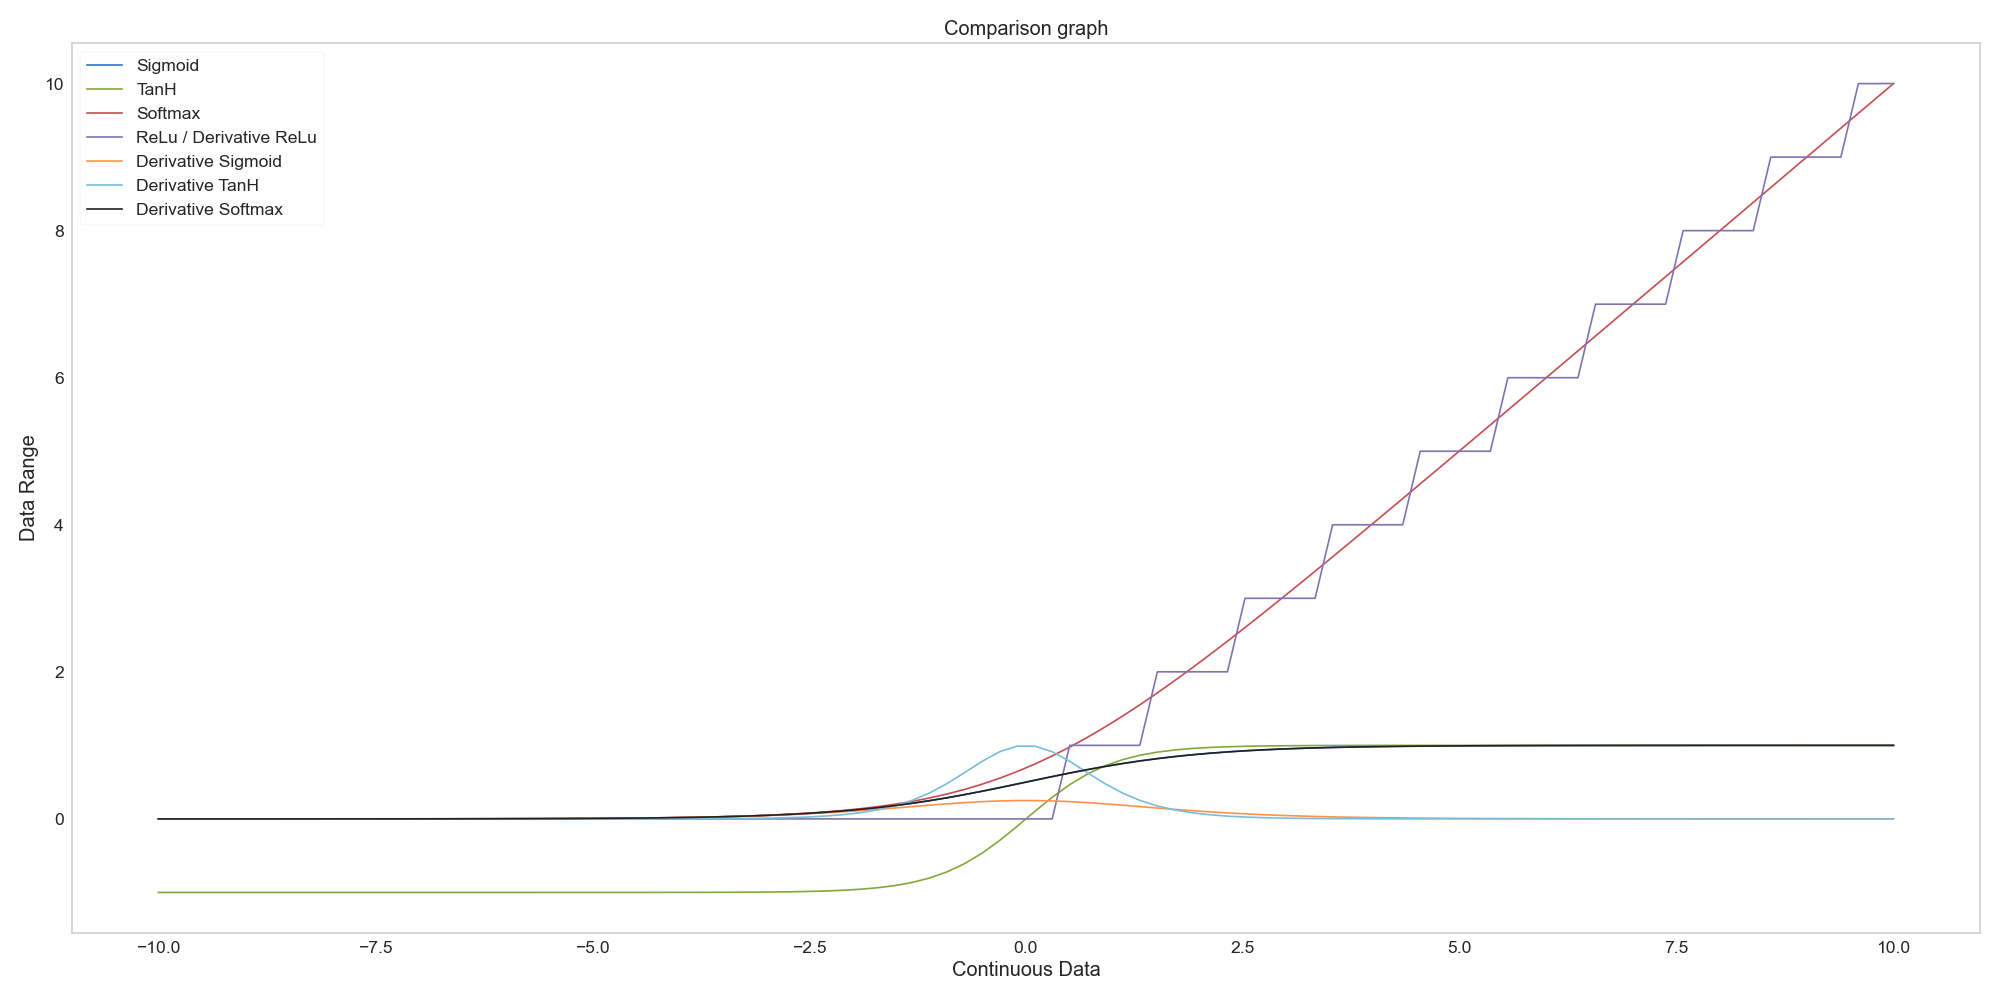 Comparison graph
Sigmoid
TanH
Softmax
ReLu / Derivative ReLu
Derivative Sigmoid
Derivative TanH
Derivative Softmax
10
8
6
4
2
0
Data Range
−10.0 −7.5 −5.0 −2.5 0.0 2.5 5.0 7.5 10.0
Continuous Data